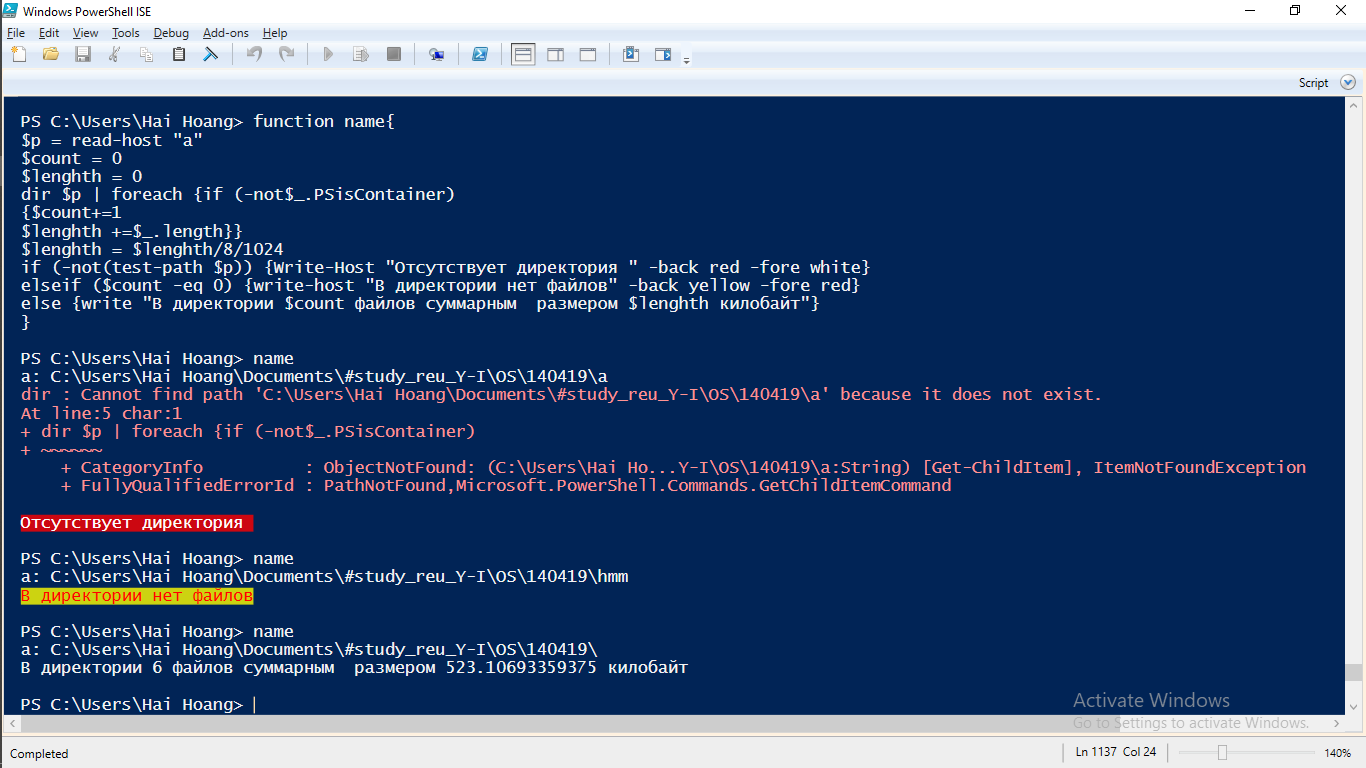 Windows PowerShell ISE
File Edit View Tools Debug Add-ons Help
Script
PS C:\Users\Hai Hoang> function name{
$p = read-host "a"
$count = 0
$lenghth = 0
dir $p | foreach {if (-not$_.PSisContainer)
{$count+=1
$lenghth +=$_.length}}
$lenghth = $lenghth/8/1024
if (-not(test-path $p)) {Write-Host "Отсутствует директория " -back red -fore white}
elseif ($count -eq 0) {write-host "В директории нет файлов" -back yellow -fore red}
else {write "В директории $count файлов суммарным  размером $lenghth килобайт"}
}
PS C:\Users\Hai Hoang> name
a: C:\Users\Hai Hoang\Documents\#study_reu_Y-I\OS\140419\a
dir : Cannot find path 'C:\Users\Hai Hoang\Documents\#study_reu_Y-I\OS\140419\a' because it does not exist.
At line:5 char:1
+ dir $p | foreach {if (-not$_.PSisContainer)
+ ~~~~~~
    + CategoryInfo          : ObjectNotFound: (C:\Users\Hai Ho...Y-I\OS\140419\a:String) [Get-ChildItem], ItemNotFoundException
    + FullyQualifiedErrorId : PathNotFound,Microsoft.PowerShell.Commands.GetChildItemCommand
Отсутствует директория
PS C:\Users\Hai Hoang> name
a: C:\Users\Hai Hoang\Documents\#study_reu_Y-I\OS\140419\hmm
В директории нет файлов
PS C:\Users\Hai Hoang> name
a: C:\Users\Hai Hoang\Documents\#study_reu_Y-I\OS\140419\
В директории 6 файлов суммарным  размером 523.10693359375 килобайт
PS C:\Users\Hai Hoang>
Activate Windows
Go to Settings to activate Windows.
Completed
Ln 1137 Col 24
140%